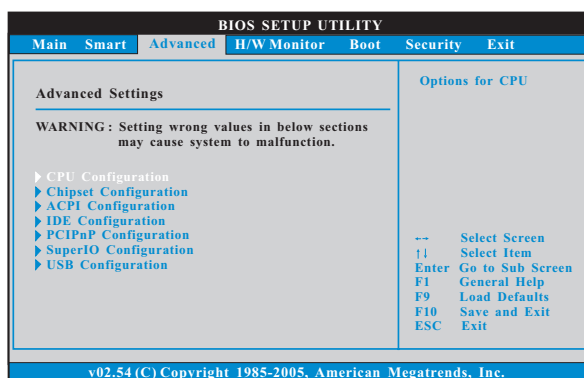 BIOS SETUP UTILITY
Main Smart Advanced H/W Monitor Boot Security Exit
Advanced Settings
WARNING : Setting wrong values in below sections
may cause system to malfunction.
CPU Configuration
Chipset Configuration
ACPI Configuration
IDE Configuration
PCIPnP Configuration
SuperIO Configuration
USB Configuration
Options for CPU
←→ Select Screen
↑↓ Select Item
Enter Go to Sub Screen
F1 General Help
F9 Load Defaults
F10 Save and Exit
ESC Exit
v02.54 (C) Copyright 1985-2005, American Megatrends, Inc.